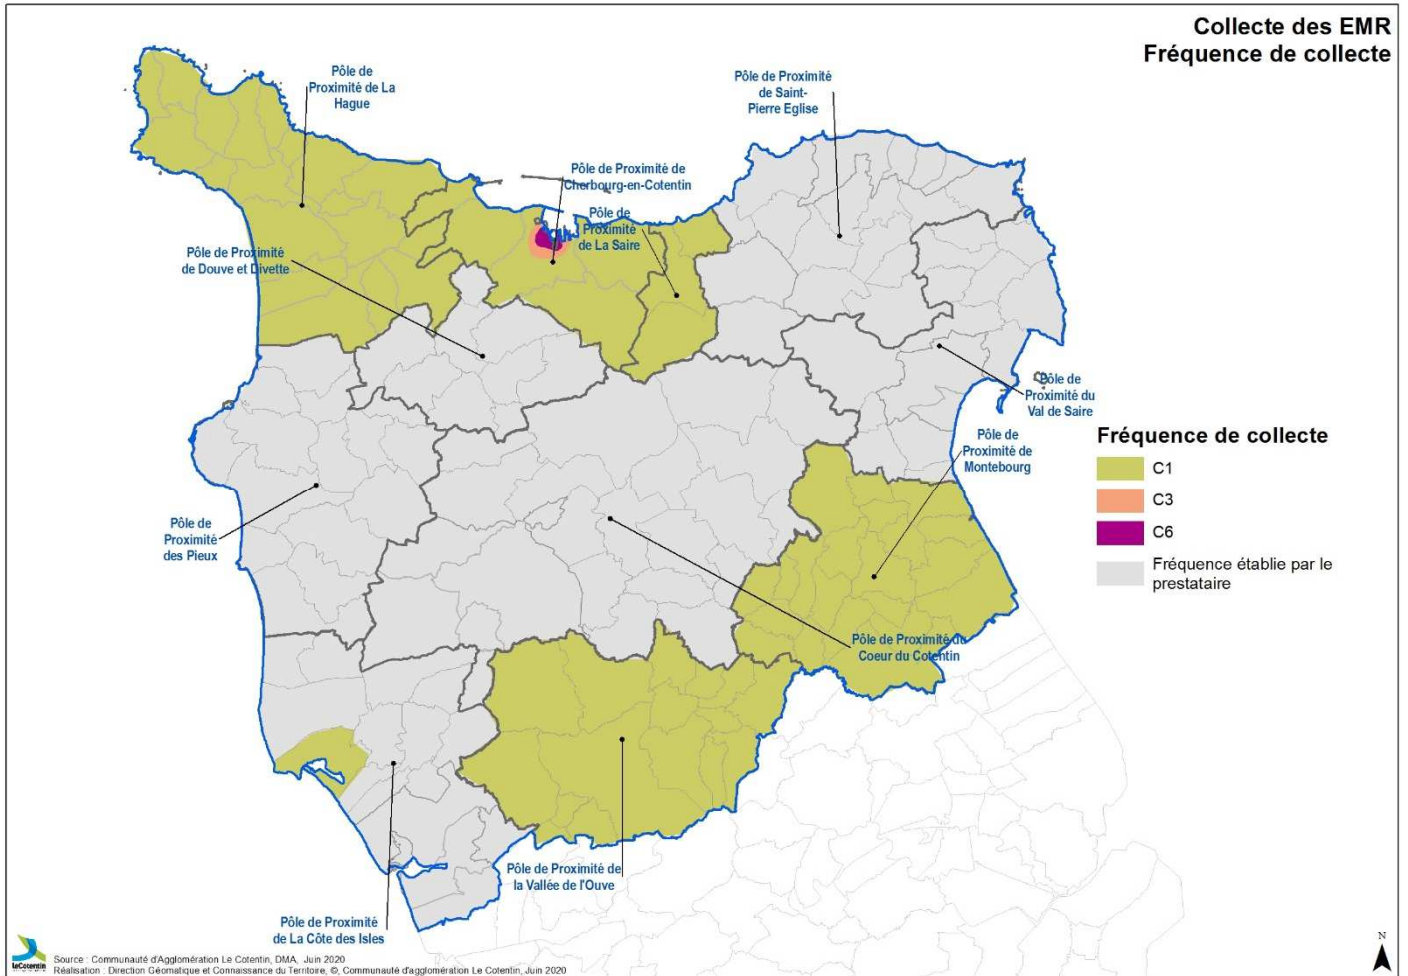 Collecte des EMR
Fréquence de collecte
Pôle de
Proximité de La
Hague
Pôle de Proximité
de Saint-
Pierre Eglise
Pôle de Proximité de
Cherbourg-en-Cotentin
Pôle de
Proximité
de La Saire
Pôle de Proximité
de Douve et Divette
Pôle de
Proximité du
Val de Saire
Pôle de
Proximité de
Montebourg
Fréquence de collecte
C1
C3
C6
Fréquence établie par le
prestataire
Pôle de
Proximité
des Pieux
Pôle de Proximité du
Coeur du Cotentin
Pôle de Proximité de
la Vallée de l'Ouve
Pôle de Proximité
de La Côte des Isles
N
leCotentin
Source : Communauté d'Agglomération Le Cotentin, DMA, Juin 2020
Réalisation : Direction Géomatique et Connaissance du Territoire, ©, Communauté d'agglomération Le Cotentin, Juin 2020